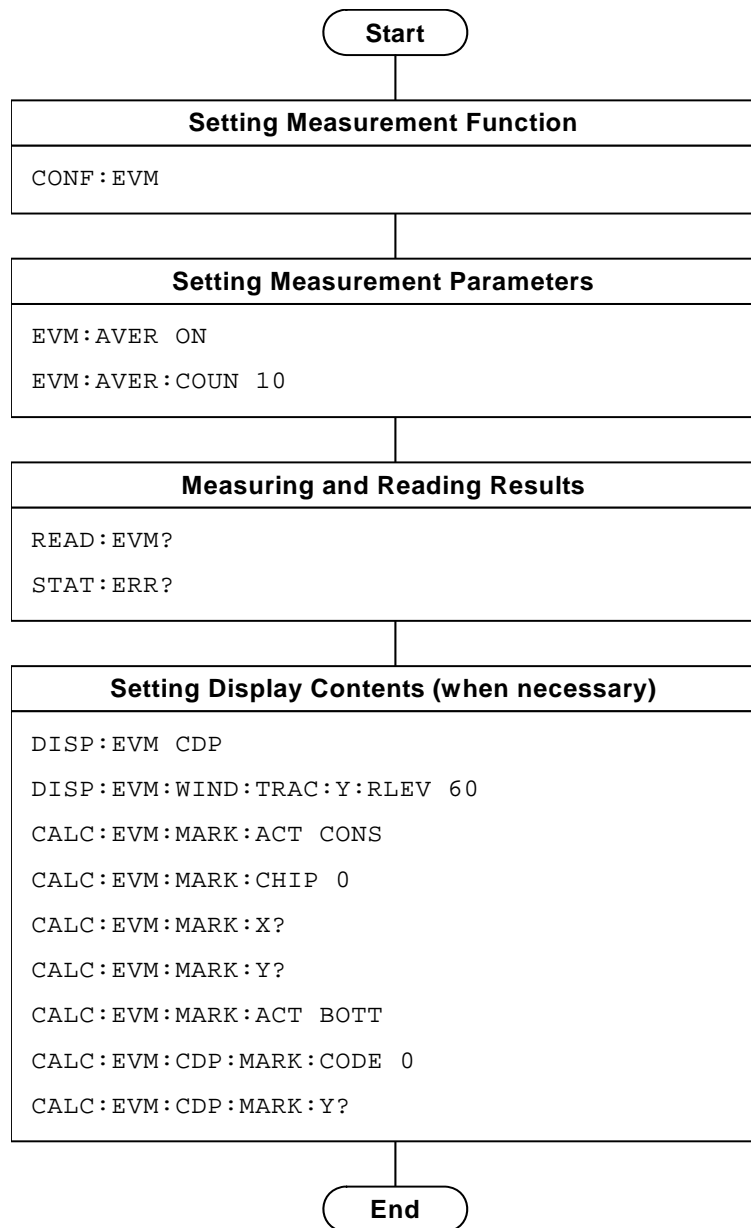 Start
Setting Measurement Function
CONF:EVM
Setting Measurement Parameters
EVM:AVER ON
EVM:AVER:COUN 10
Measuring and Reading Results
READ:EVM?
STAT:ERR?
Setting Display Contents (when necessary)
DISP:EVM CDP
DISP:EVM:WIND:TRAC:Y:RLEV 60
CALC:EVM:MARK:ACT CONS
CALC:EVM:MARK:CHIP 0
CALC:EVM:MARK:X?
CALC:EVM:MARK:Y?
CALC:EVM:MARK:ACT BOTT
CALC:EVM:CDP:MARK:CODE 0
CALC:EVM:CDP:MARK:Y?
End